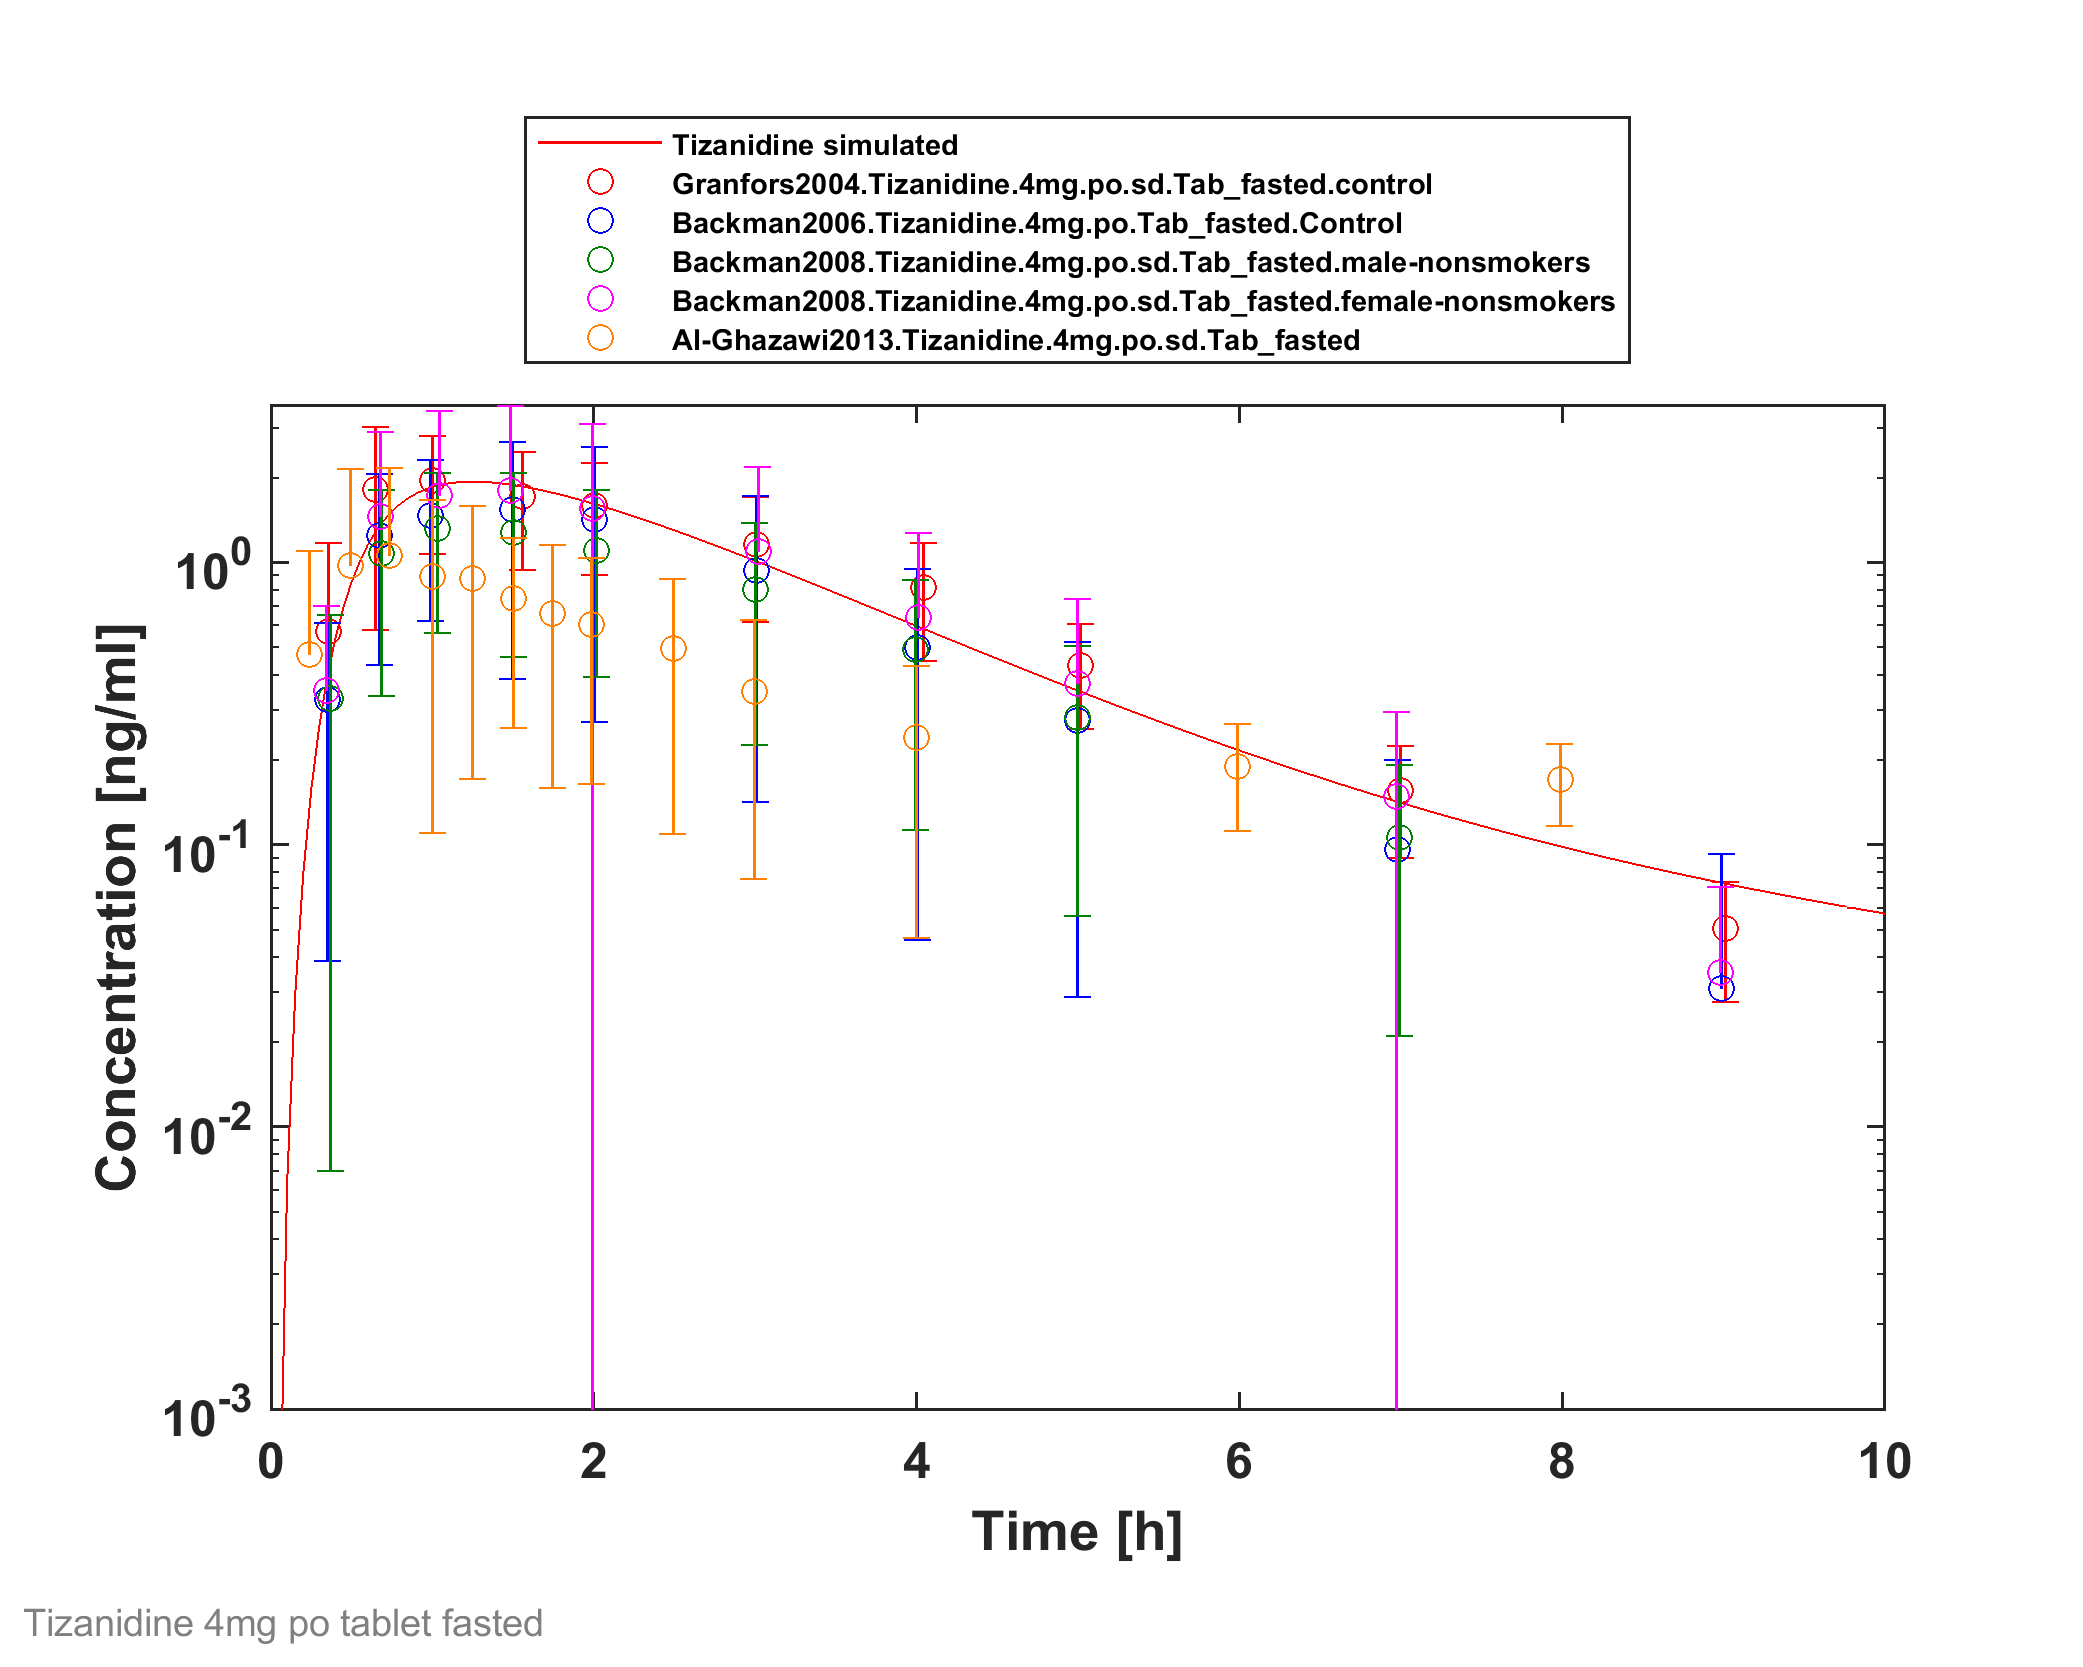 Tizanidine simulated
Granfors2004.Tizanidine.4mg.po.sd.Tab_fasted.control
Backman2006.Tizanidine.4mg.po.Tab_fasted.Control
Backman2008.Tizanidine.4mg.po.sd.Tab_fasted.male-nonsmokers
Backman2008.Tizanidine.4mg.po.sd.Tab_fasted.female-nonsmokers
Al-Ghazawi2013.Tizanidine.4mg.po.sd.Tab_fasted
10^0
10^-1
10^-2
10^-3
Concentration [ng/ml]
0 2 4 6 8 10
Time [h]
Tizanidine 4mg po tablet fasted